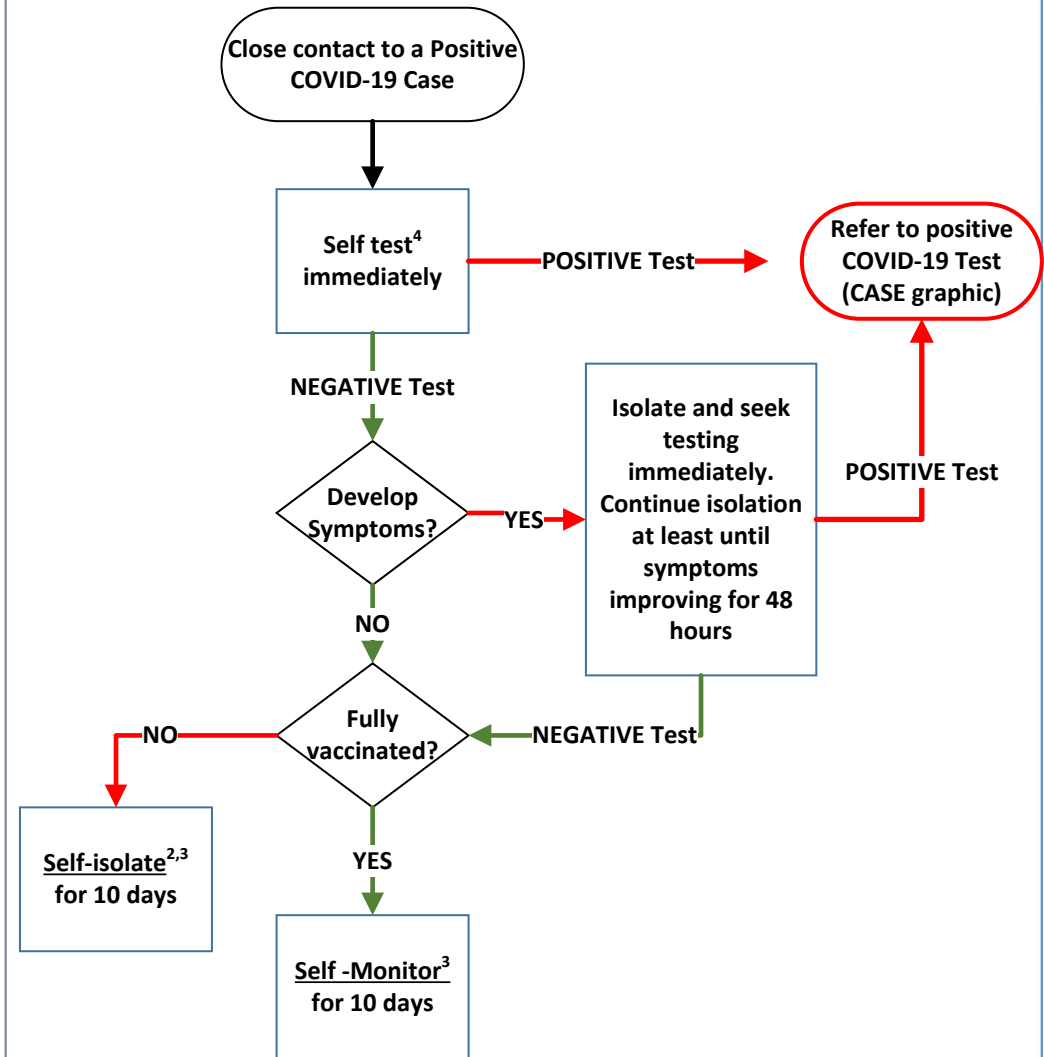 Close contact to a Positive
COVID-19 Case
Self test⁴
immediately
POSITIVE Test
Refer to positive
COVID-19 Test
(CASE graphic)
NEGATIVE Test
Isolate and seek
testing
immediately.
Continue isolation
at least until
symptoms
improving for 48
hours
POSITIVE Test
Develop
Symptoms?
YES
NO
Fully
vaccinated?
NEGATIVE Test
NO
Self-isolate²,³
for 10 days
YES
Self -Monitor³
for 10 days